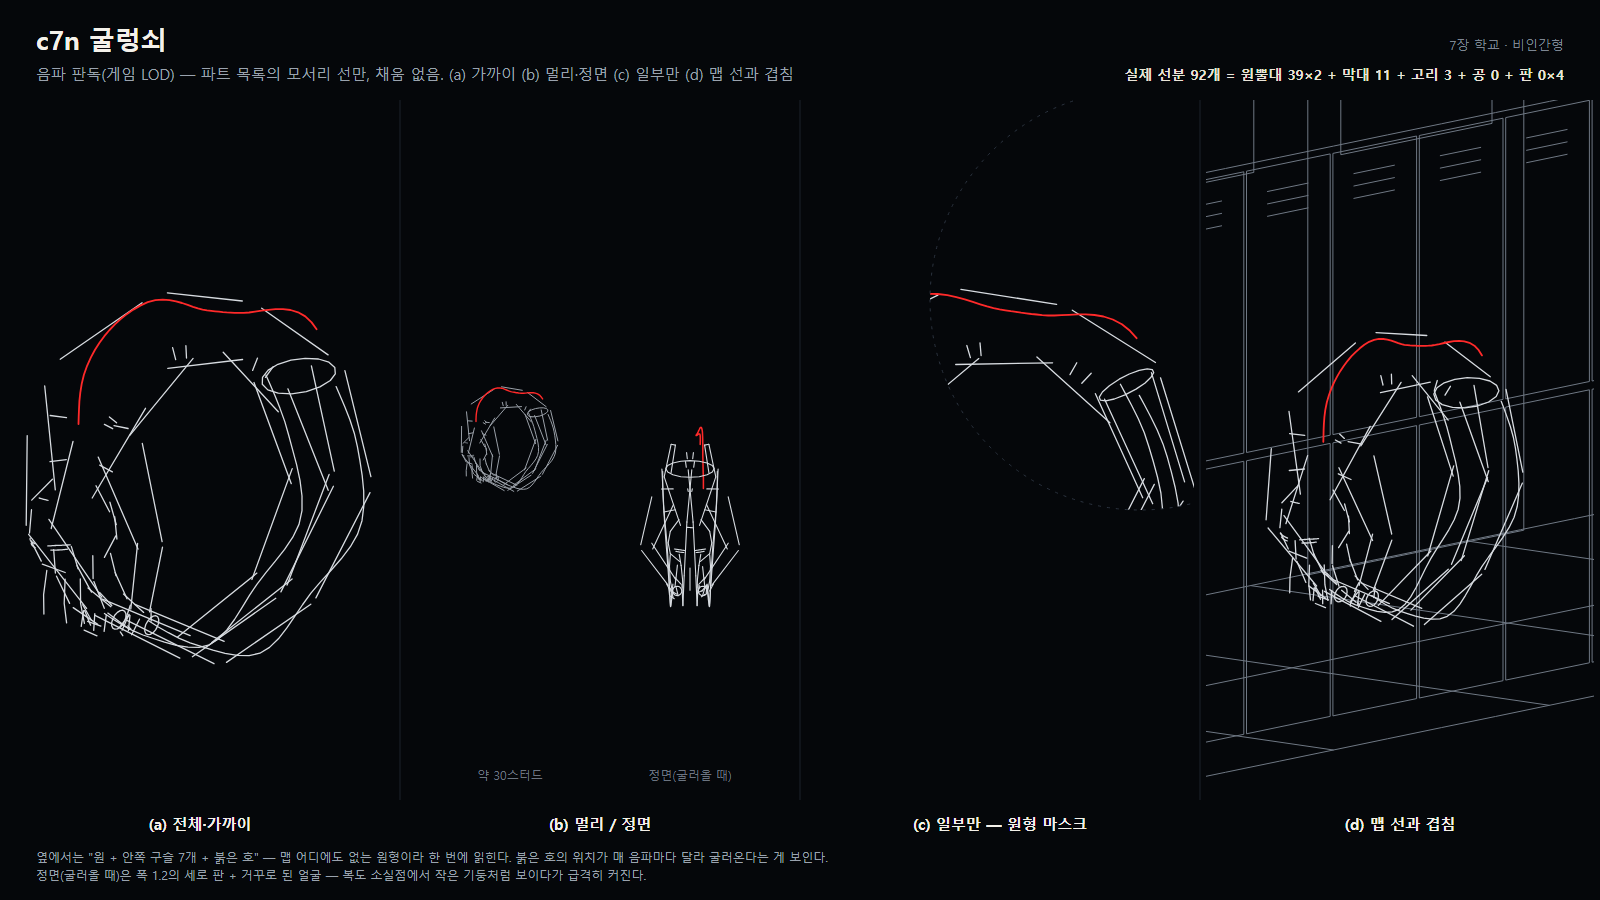 c7n 굴렁쇠
7장 학교 · 비인간형
음파 판독(게임 LOD) — 파트 목록의 모서리 선만, 채움 없음. (a) 가까이 (b) 멀리·정면 (c) 일부만 (d) 맵 선과 겹침
실제 선분 92개 = 원뿔대 39×2 + 막대 11 + 고리 3 + 공 0 + 판 0×4
약 30스터드
정면(굴러올 때)
(a) 전체·가까이
(b) 멀리 / 정면
(c) 일부만 — 원형 마스크
(d) 맵 선과 겹침
옆에서는 "원 + 안쪽 구슬 7개 + 붉은 호" — 맵 어디에도 없는 원형이라 한 번에 읽힌다. 붉은 호의 위치가 매 음파마다 달라 굴러온다는 게 보인다.
정면(굴러올 때)은 폭 1.2의 세로 판 + 거꾸로 된 얼굴 — 복도 소실점에서 작은 기둥처럼 보이다가 급격히 커진다.